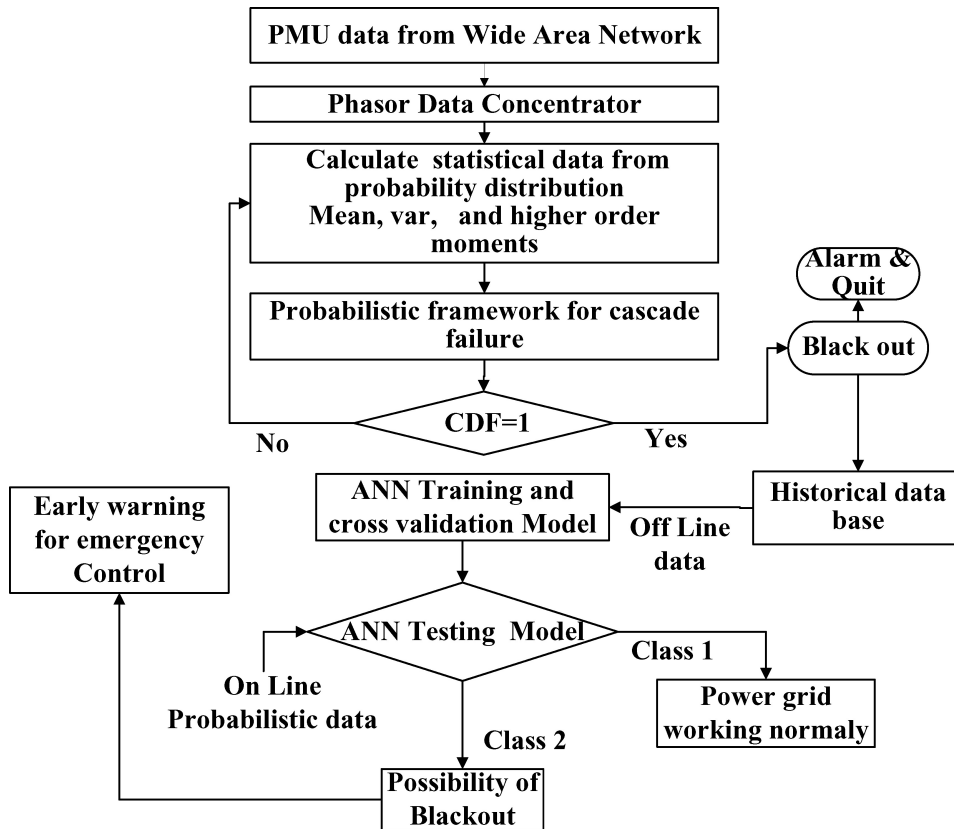 PMU data from Wide Area Network
Phasor Data Concentrator
Calculate statistical data from
probability distribution
Mean, var, and higher order
moments
Alarm &
Quit
Probabilistic framework for cascade
failure
Black out
CDF=1
No
Yes
ANN Training and
cross validation Model
Historical data
base
Off Line
data
Early warning
for emergency
Control
ANN Testing Model
Class 1
On Line
Probabilistic data
Power grid
working normaly
Class 2
Possibility of
Blackout